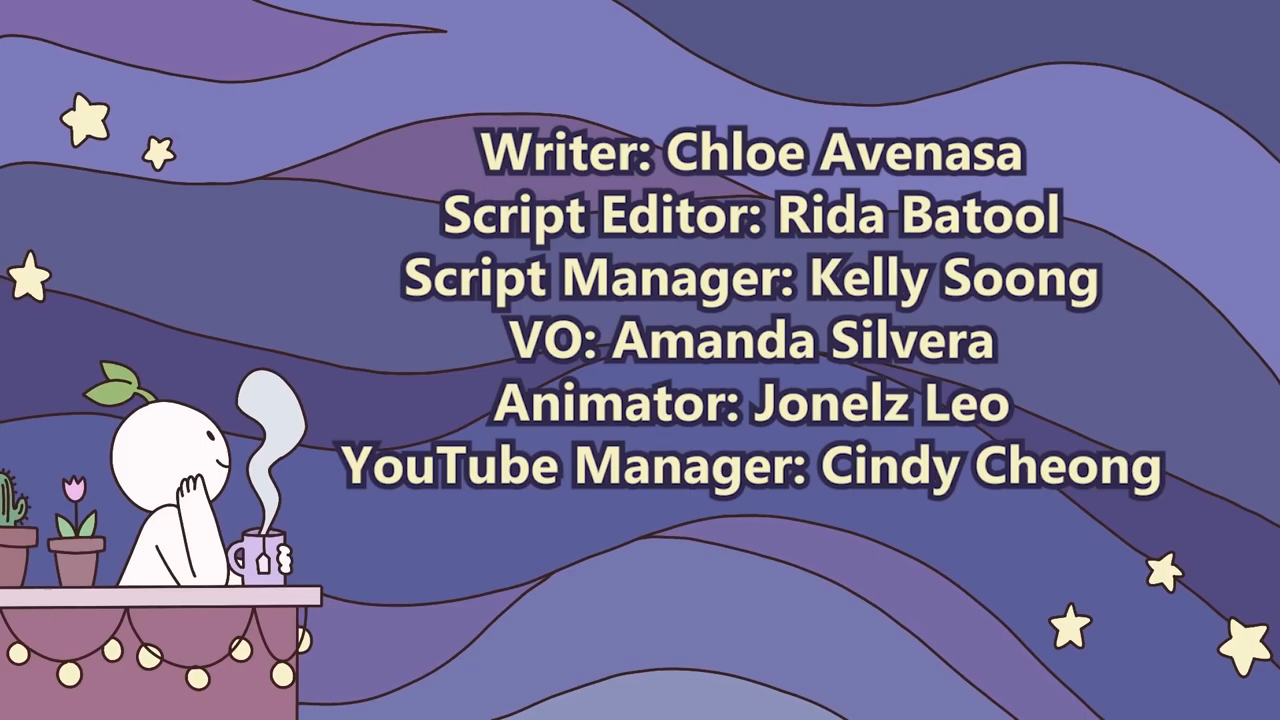 Writer: Chloe Avenasa
Script Editor: Rida Batool
Script Manager: Kelly Soong
VO: Amanda Silvera
Animator: Jonelz Leo
YouTube Manager: Cindy Cheong